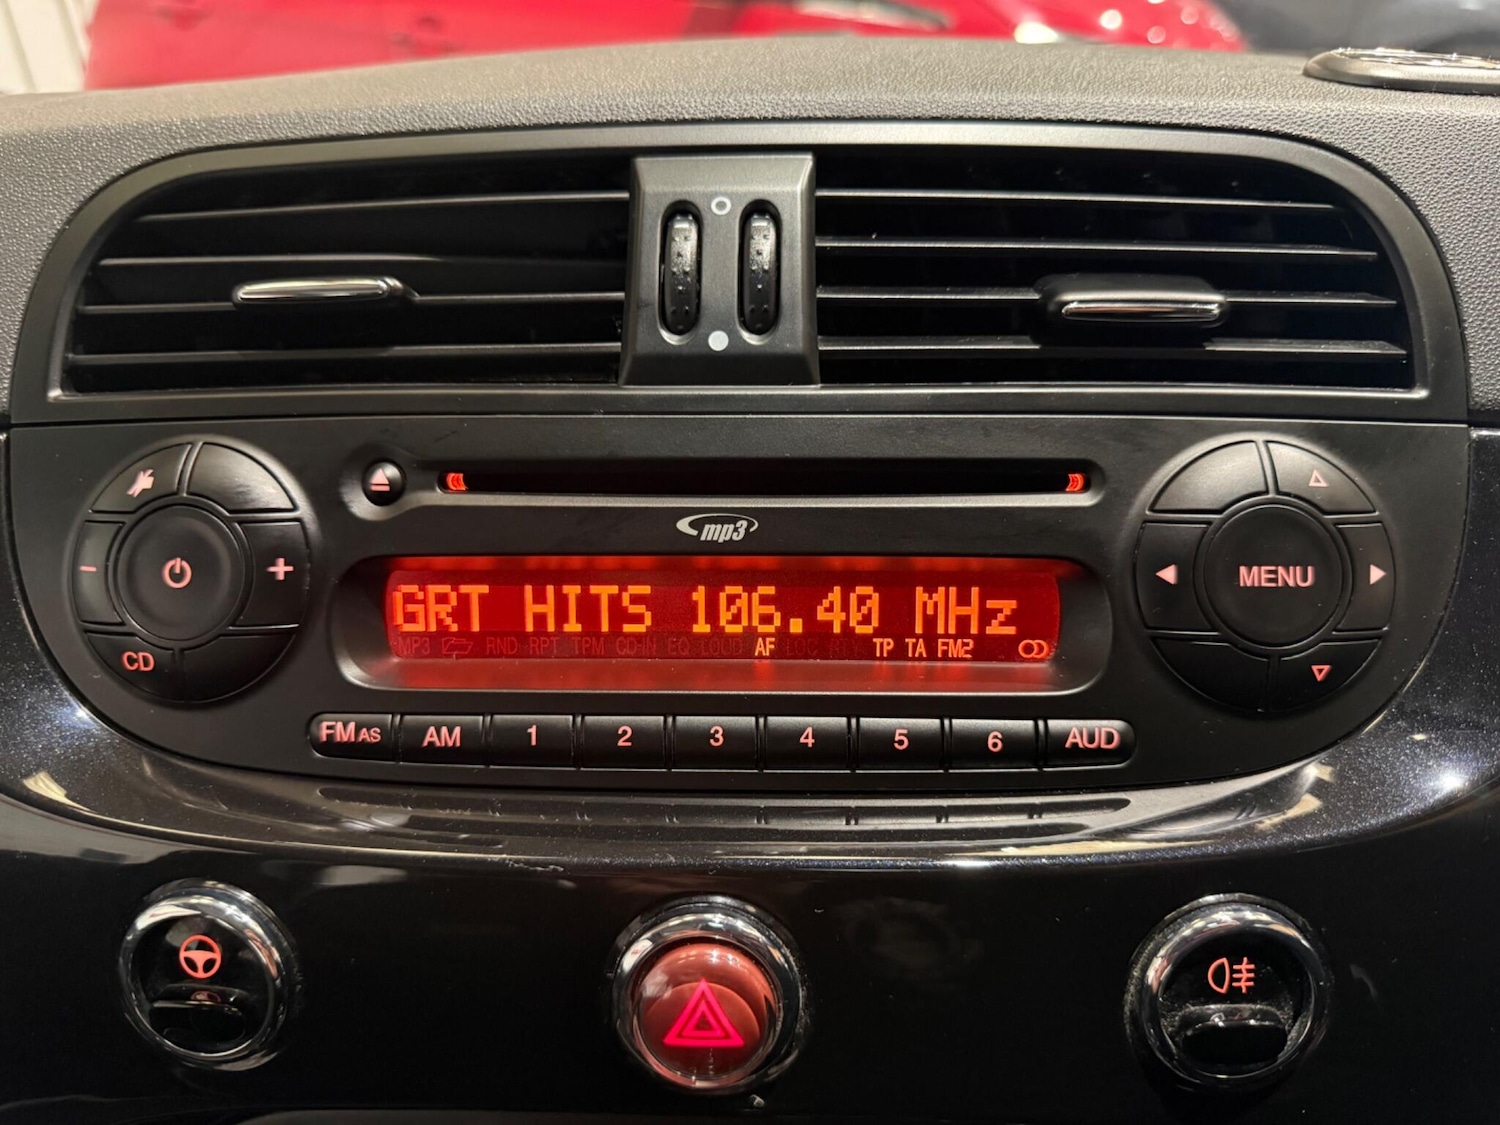 mp3
GRT HITS 106.40 MHz
MP3 RND RPT TPM CD-IN EQ LOUD AF LOC TP TA FM2
- +
MENU
CD
FM AS AM 1 2 3 4 5 6 AUD